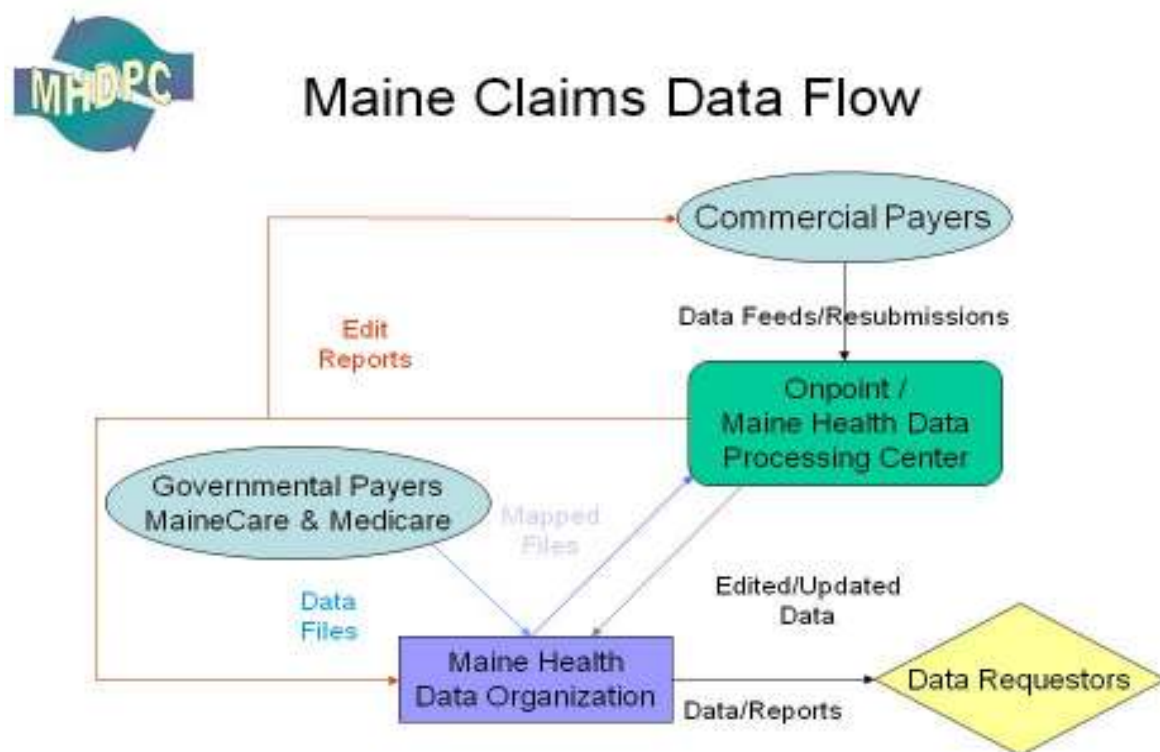 MHDPC
Maine Claims Data Flow
Commercial Payers
Data Feeds/Resubmissions
Edit
Reports
Onpoint /
Maine Health Data
Processing Center
Governmental Payers
MaineCare & Medicare
Mapped
Files
Edited/Updated
Data
Data
Files
Maine Health
Data Organization
Data/Reports
Data Requestors